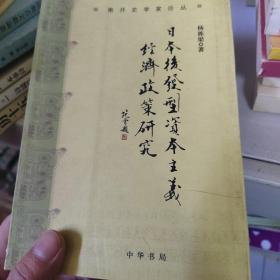 南开史学家论丛
杨栋梁 著
日本後發型資本主義
經濟政策研究
中华书局